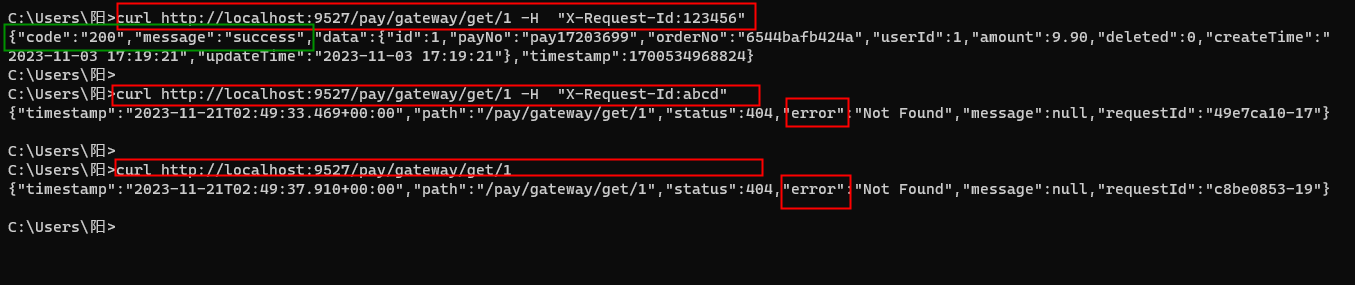 C:\Users\阳>curl http://localhost:9527/pay/gateway/get/1 -H  "X-Request-Id:123456"
{"code":"200","message":"success","data":{"id":1,"payNo":"pay17203699","orderNo":"6544bafb424a","userId":1,"amount":9.90,"deleted":0,"createTime":"
2023-11-03 17:19:21","updateTime":"2023-11-03 17:19:21"},"timestamp":1700534968824}
C:\Users\阳>
C:\Users\阳>curl http://localhost:9527/pay/gateway/get/1 -H  "X-Request-Id:abcd"
{"timestamp":"2023-11-21T02:49:33.469+00:00","path":"/pay/gateway/get/1","status":404,"error":"Not Found","message":null,"requestId":"49e7ca10-17"}
C:\Users\阳>
C:\Users\阳>curl http://localhost:9527/pay/gateway/get/1
{"timestamp":"2023-11-21T02:49:37.910+00:00","path":"/pay/gateway/get/1","status":404,"error":"Not Found","message":null,"requestId":"c8be0853-19"}
C:\Users\阳>